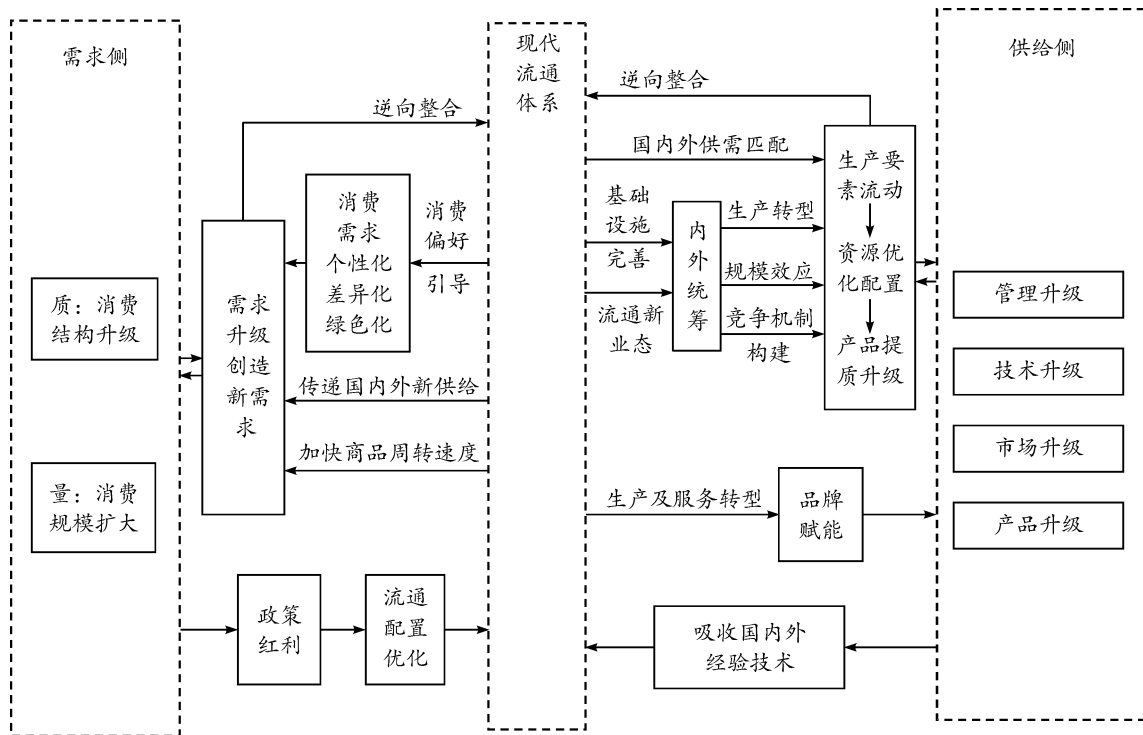 需求侧
质：消费
结构升级
量：消费
规模扩大
逆向整合
需求
升级
创造
新需
求
消费
需求
个性化
差异化
绿色化
消费
偏好
引导
传递国内外新供给
加快商品周转速度
政策
红利
流通
配置
优化
现代
流通
体系
逆向整合
国内外供需匹配
基础
设施
完善
流通新
业态
内
外
统
筹
生产转型
规模效应
竞争机制
构建
生产要
素流动
资源优
化配置
产品提
质升级
生产及服务转型
品牌
赋能
吸收国内外
经验技术
供给侧
管理升级
技术升级
市场升级
产品升级